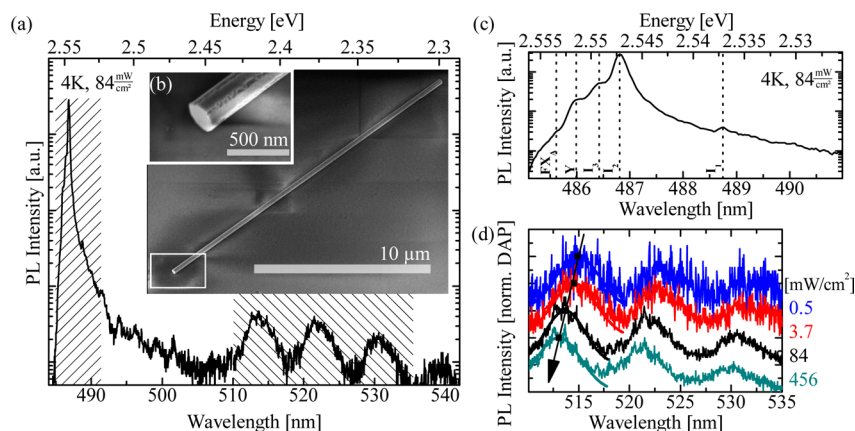 (a)
Energy [eV]
2.55 2.5 2.45 2.4 2.35 2.3
4K, 84 mW/cm²
(b)
500 nm
10 µm
PL Intensity [a.u.]
490 500 510 520 530 540
Wavelength [nm]
(c)
Energy [eV]
2.555 2.55 2.545 2.54 2.535 2.53
4K, 84 mW/cm²
PL Intensity [a.u.]
FX_A Y I_3 I_2 I_1
486 487 488 489 490
Wavelength [nm]
(d)
[mW/cm²]
0.5
3.7
84
456
PL Intensity [norm. DAP]
515 520 525 530 535
Wavelength [nm]